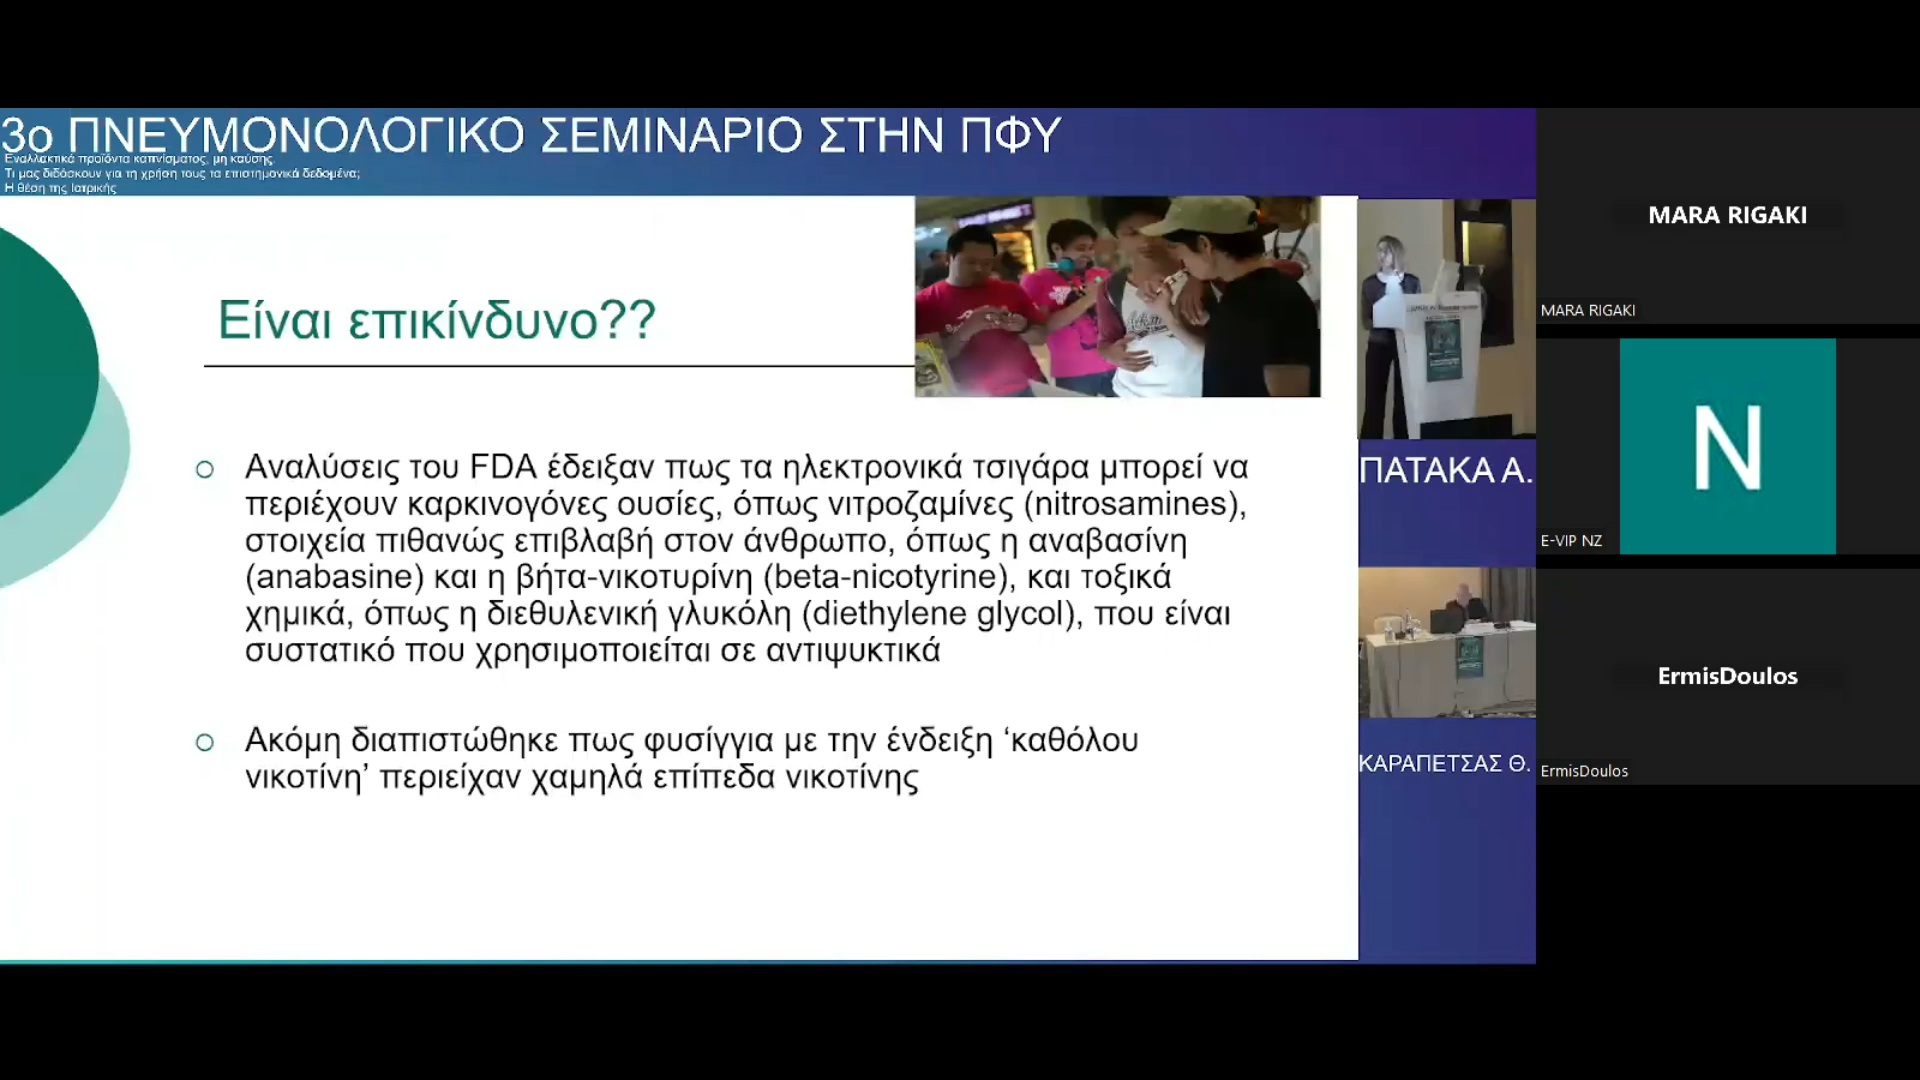 3ο ΠΝΕΥΜΟΝΟΛΟΓΙΚΟ ΣΕΜΙΝΑΡΙΟ ΣΤΗΝ ΠΦΥ
Εναλλακτικά προϊόντα καπνίσματος, μη καύσης.
Τι μας διδάσκουν για τη χρήση τους τα επιστημονικά δεδομένα;
Η θέση της Ιατρικής
Είναι επικίνδυνο??
Αναλύσεις του FDA έδειξαν πως τα ηλεκτρονικά τσιγάρα μπορεί να
περιέχουν καρκινογόνες ουσίες, όπως νιτροζαμίνες (nitrosamines),
στοιχεία πιθανώς επιβλαβή στον άνθρωπο, όπως η αναβασίνη
(anabasine) και η βήτα-νικοτυρίνη (beta-nicotyrine), και τοξικά
χημικά, όπως η διεθυλενική γλυκόλη (diethylene glycol), που είναι
συστατικό που χρησιμοποιείται σε αντιψυκτικά
Ακόμη διαπιστώθηκε πως φυσίγγια με την ένδειξη ‘καθόλου
νικοτίνη’ περιείχαν χαμηλά επίπεδα νικοτίνης
ΠΑΤΑΚΑ Α.
ΚΑΡΑΠΕΤΣΑΣ Θ.
MARA RIGAKI
MARA RIGAKI
N
E-VIP NZ
ErmisDoulos
ErmisDoulos